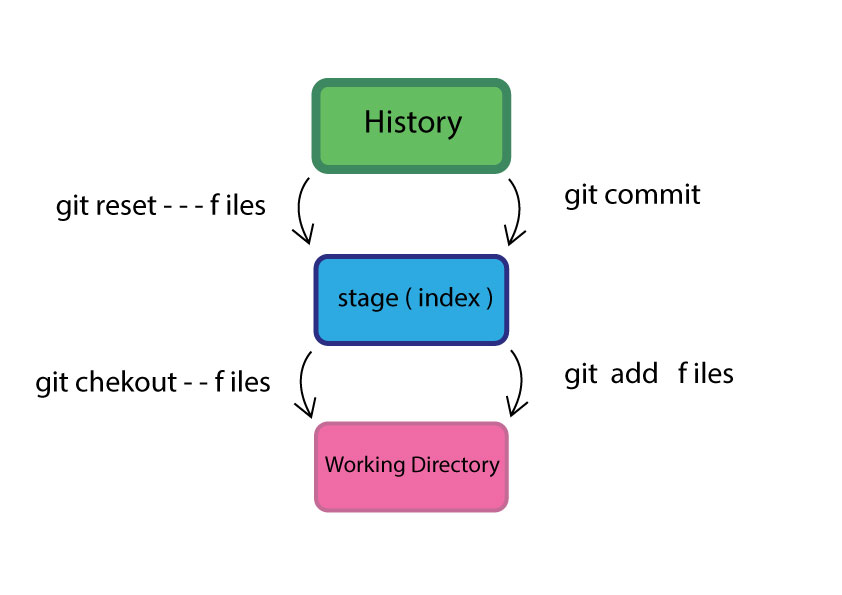 History
git reset - - - f iles
git commit
stage ( index )
git chekout - - f iles
git add f iles
Working Directory